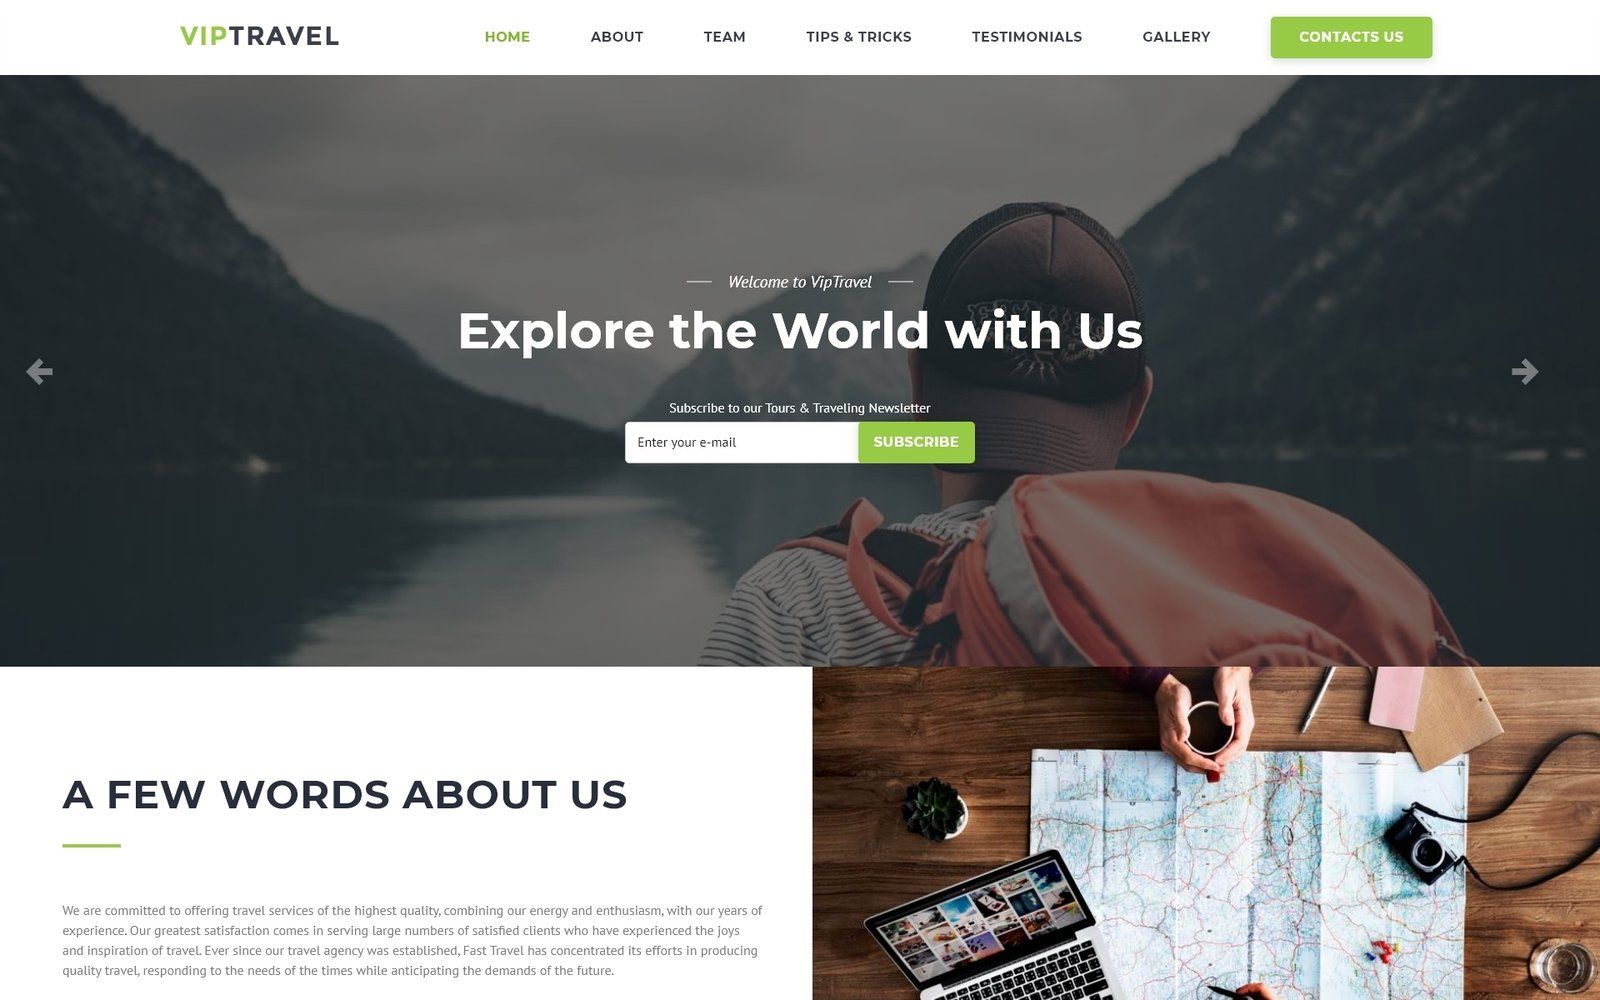 VIPTRAVEL
HOME
ABOUT
TEAM
TIPS & TRICKS
TESTIMONIALS
GALLERY
CONTACTS US
Welcome to VipTravel
Explore the World with Us
Subscribe to our Tours & Traveling Newsletter
Enter your e-mail
SUBSCRIBE
A FEW WORDS ABOUT US
We are committed to offering travel services of the highest quality, combining our energy and enthusiasm, with our years of
experience. Our greatest satisfaction comes in serving large numbers of satisfied clients who have experienced the joys
and inspiration of travel. Ever since our travel agency was established, Fast Travel has concentrated its efforts in producing
quality travel, responding to the needs of the times while anticipating the demands of the future.